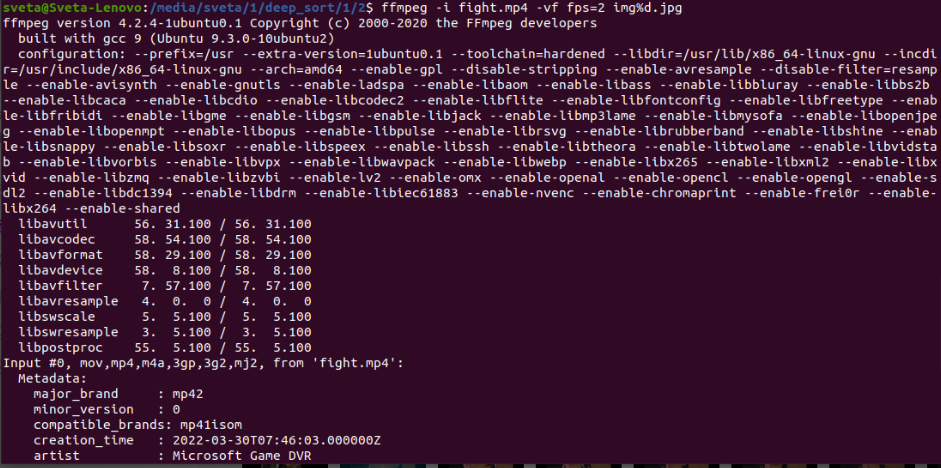 sveta@Sveta-Lenovo:/media/sveta/1/deep_sort/1/2$ ffmpeg -i fight.mp4 -vf fps=2 img%d.jpg
ffmpeg version 4.2.4-1ubuntu0.1 Copyright (c) 2000-2020 the FFmpeg developers
  built with gcc 9 (Ubuntu 9.3.0-10ubuntu2)
  configuration: --prefix=/usr --extra-version=1ubuntu0.1 --toolchain=hardened --libdir=/usr/lib/x86_64-linux-gnu --incdi
r=/usr/include/x86_64-linux-gnu --arch=amd64 --enable-gpl --disable-stripping --enable-avresample --disable-filter=resamp
le --enable-avisynth --enable-gnutls --enable-ladspa --enable-libaom --enable-libass --enable-libbluray --enable-libbs2b
--enable-libcaca --enable-libcdio --enable-libcodec2 --enable-libflite --enable-libfontconfig --enable-libfreetype --enab
le-libfribidi --enable-libgme --enable-libgsm --enable-libjack --enable-libmp3lame --enable-libmysofa --enable-libopenjpe
g --enable-libopenmpt --enable-libopus --enable-libpulse --enable-librsvg --enable-librubberband --enable-libshine --enab
le-libsnappy --enable-libsoxr --enable-libspeex --enable-libssh --enable-libtheora --enable-libtwolame --enable-libvidsta
b --enable-libvorbis --enable-libvpx --enable-libwavpack --enable-libwebp --enable-libx265 --enable-libxml2 --enable-libx
vid --enable-libzmq --enable-libzvbi --enable-lv2 --enable-omx --enable-openal --enable-opencl --enable-opengl --enable-s
dl2 --enable-libdc1394 --enable-libdrm --enable-libiec61883 --enable-nvenc --enable-chromaprint --enable-frei0r --enable-
libx264 --enable-shared
  libavutil      56. 31.100 / 56. 31.100
  libavcodec     58. 54.100 / 58. 54.100
  libavformat    58. 29.100 / 58. 29.100
  libavdevice    58.  8.100 / 58.  8.100
  libavfilter     7. 57.100 /  7. 57.100
  libavresample   4.  0.  0 /  4.  0.  0
  libswscale      5.  5.100 /  5.  5.100
  libswresample   3.  5.100 /  3.  5.100
  libpostproc    55.  5.100 / 55.  5.100
Input #0, mov,mp4,m4a,3gp,3g2,mj2, from 'fight.mp4':
  Metadata:
    major_brand     : mp42
    minor_version   : 0
    compatible_brands: mp41isom
    creation_time   : 2022-03-30T07:46:03.000000Z
    artist          : Microsoft Game DVR